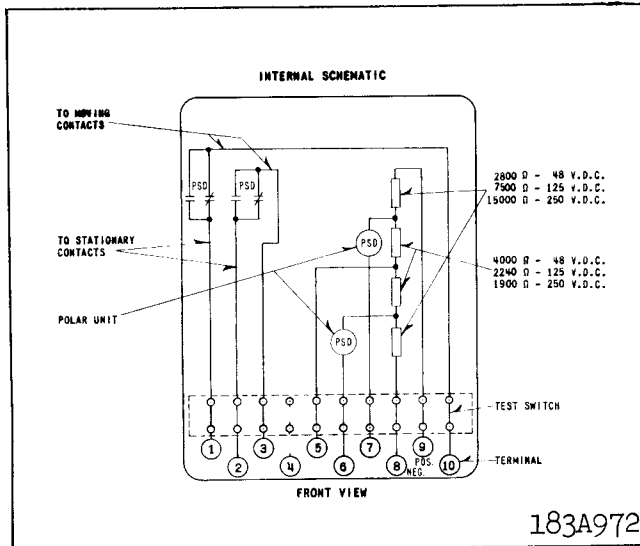 INTERNAL SCHEMATIC
TO MOVING
CONTACTS
PSD
PSD
2800 Ω - 48 V.D.C.
7500 Ω - 125 V.D.C.
15000 Ω - 250 V.D.C.
TO STATIONARY
CONTACTS
PSD
4000 Ω - 48 V.D.C.
2240 Ω - 125 V.D.C.
1900 Ω - 250 V.D.C.
POLAR UNIT
PSD
TEST SWITCH
1
2
3
4
5
6
7
8
9
10
NEG.
POS.
TERMINAL
FRONT VIEW
183A972